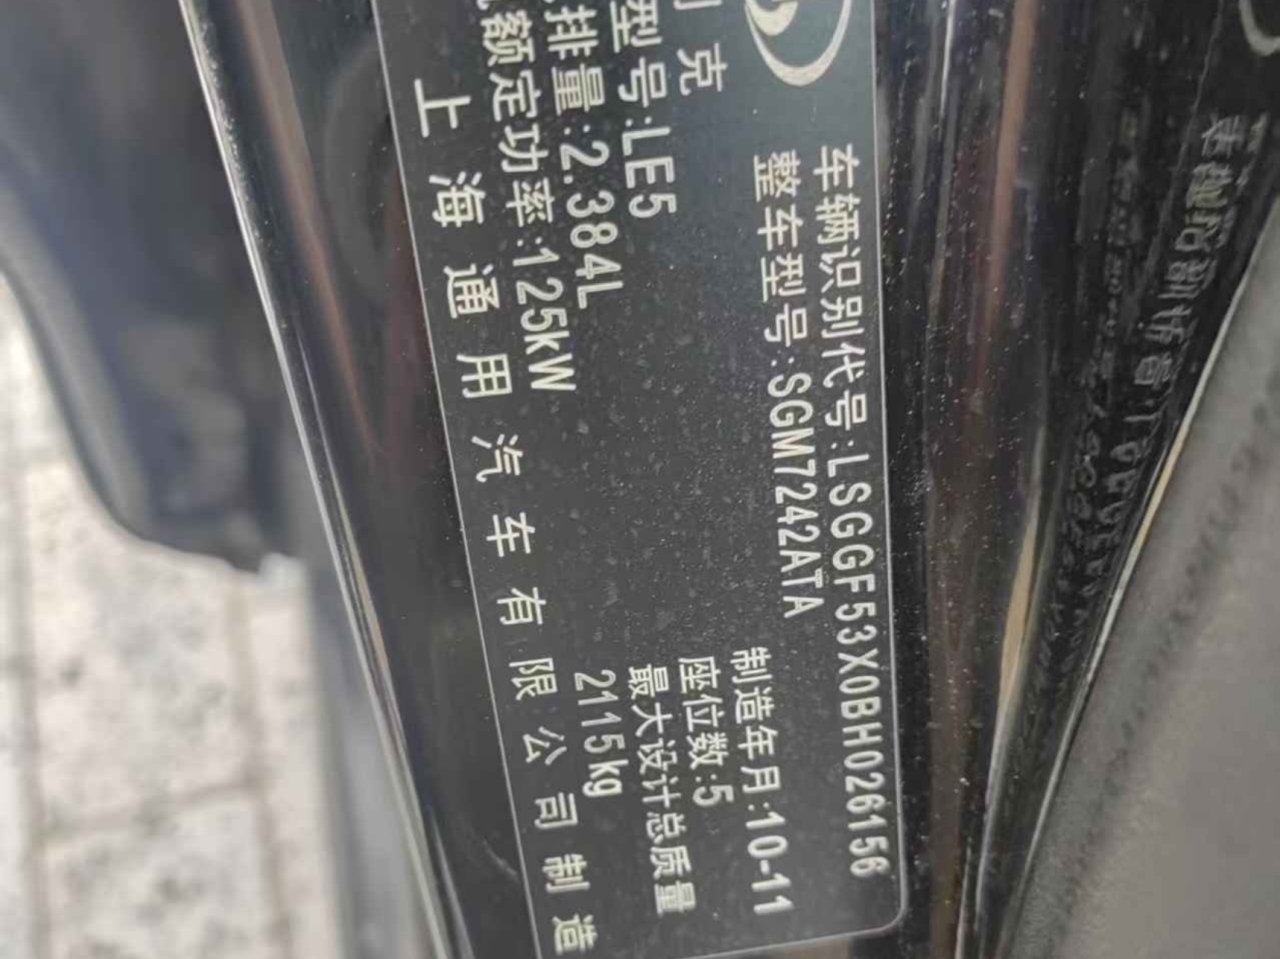 克
车辆识别代号:LSGGF53X0BH026156
整车型号:SGM7242ATA
制造年月:10-11
型号:LE5
座位数:5
排量:2.384L
最大设计总质量
额定功率:125kW
2115kg
上海通用汽车有限公司制造